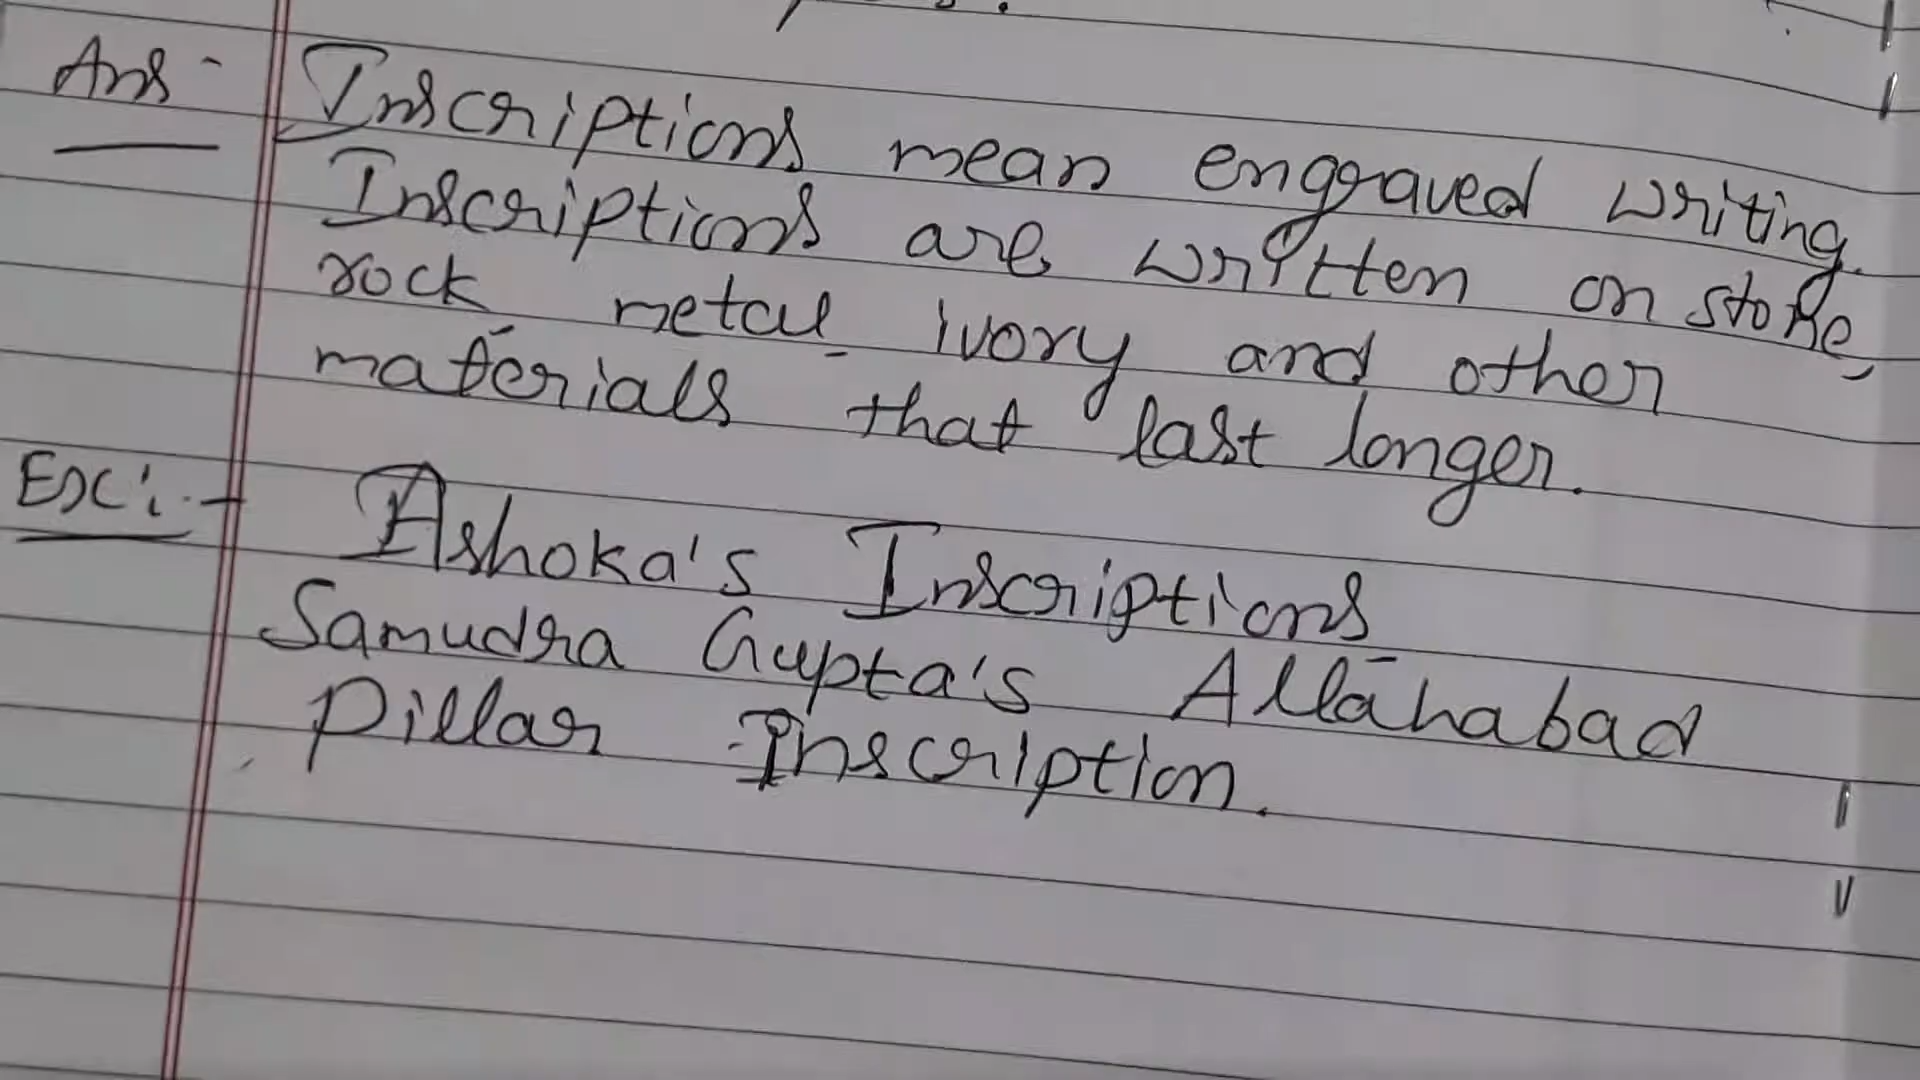 Ans - Inscriptions mean engraved writing.
Inscriptions are written on stone,
rock metal ivory and other
materials that last longer.
Ex:- Ashoka's Inscriptions
Samudra Gupta's Allahabad
Pillar Inscription.